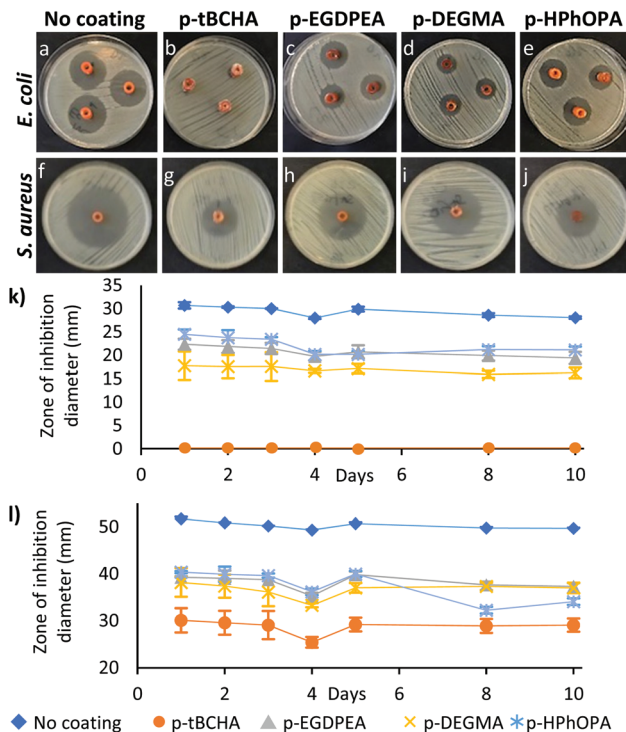 No coating p-tBCHA p-EGDPEA p-DEGMA p-HPhOPA
E. coli
a b c d e
S. aureus
f g h i j
k)
Zone of inhibition
diameter (mm)
35
30
25
20
15
10
5
0
0 2 4 Days 6 8 10
l)
Zone of inhibition
diameter (mm)
50
40
30
20
0 2 4 Days 6 8 10
No coating p-tBCHA p-EGDPEA p-DEGMA p-HPhOPA